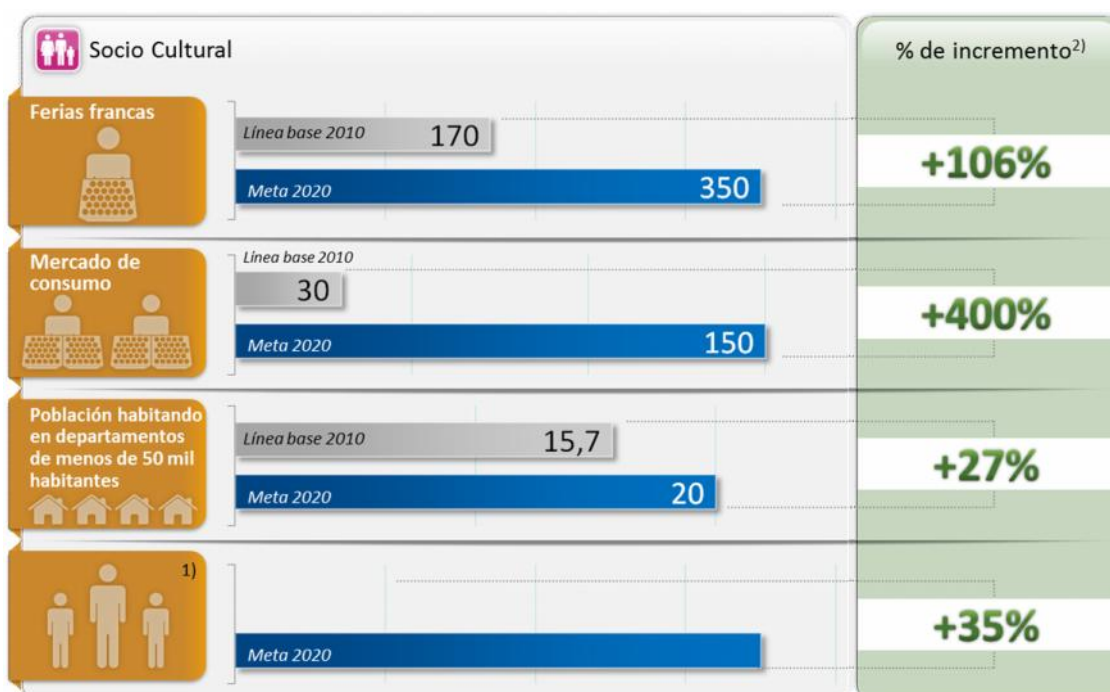 Socio Cultural
% de incremento2)
Ferias francas
Línea base 2010
170
Meta 2020
350
+106%
Mercado de
consumo
Línea base 2010
30
Meta 2020
150
+400%
Población habitando
en departamentos
de menos de 50 mil
habitantes
Línea base 2010
15,7
Meta 2020
20
+27%
1)
Meta 2020
+35%